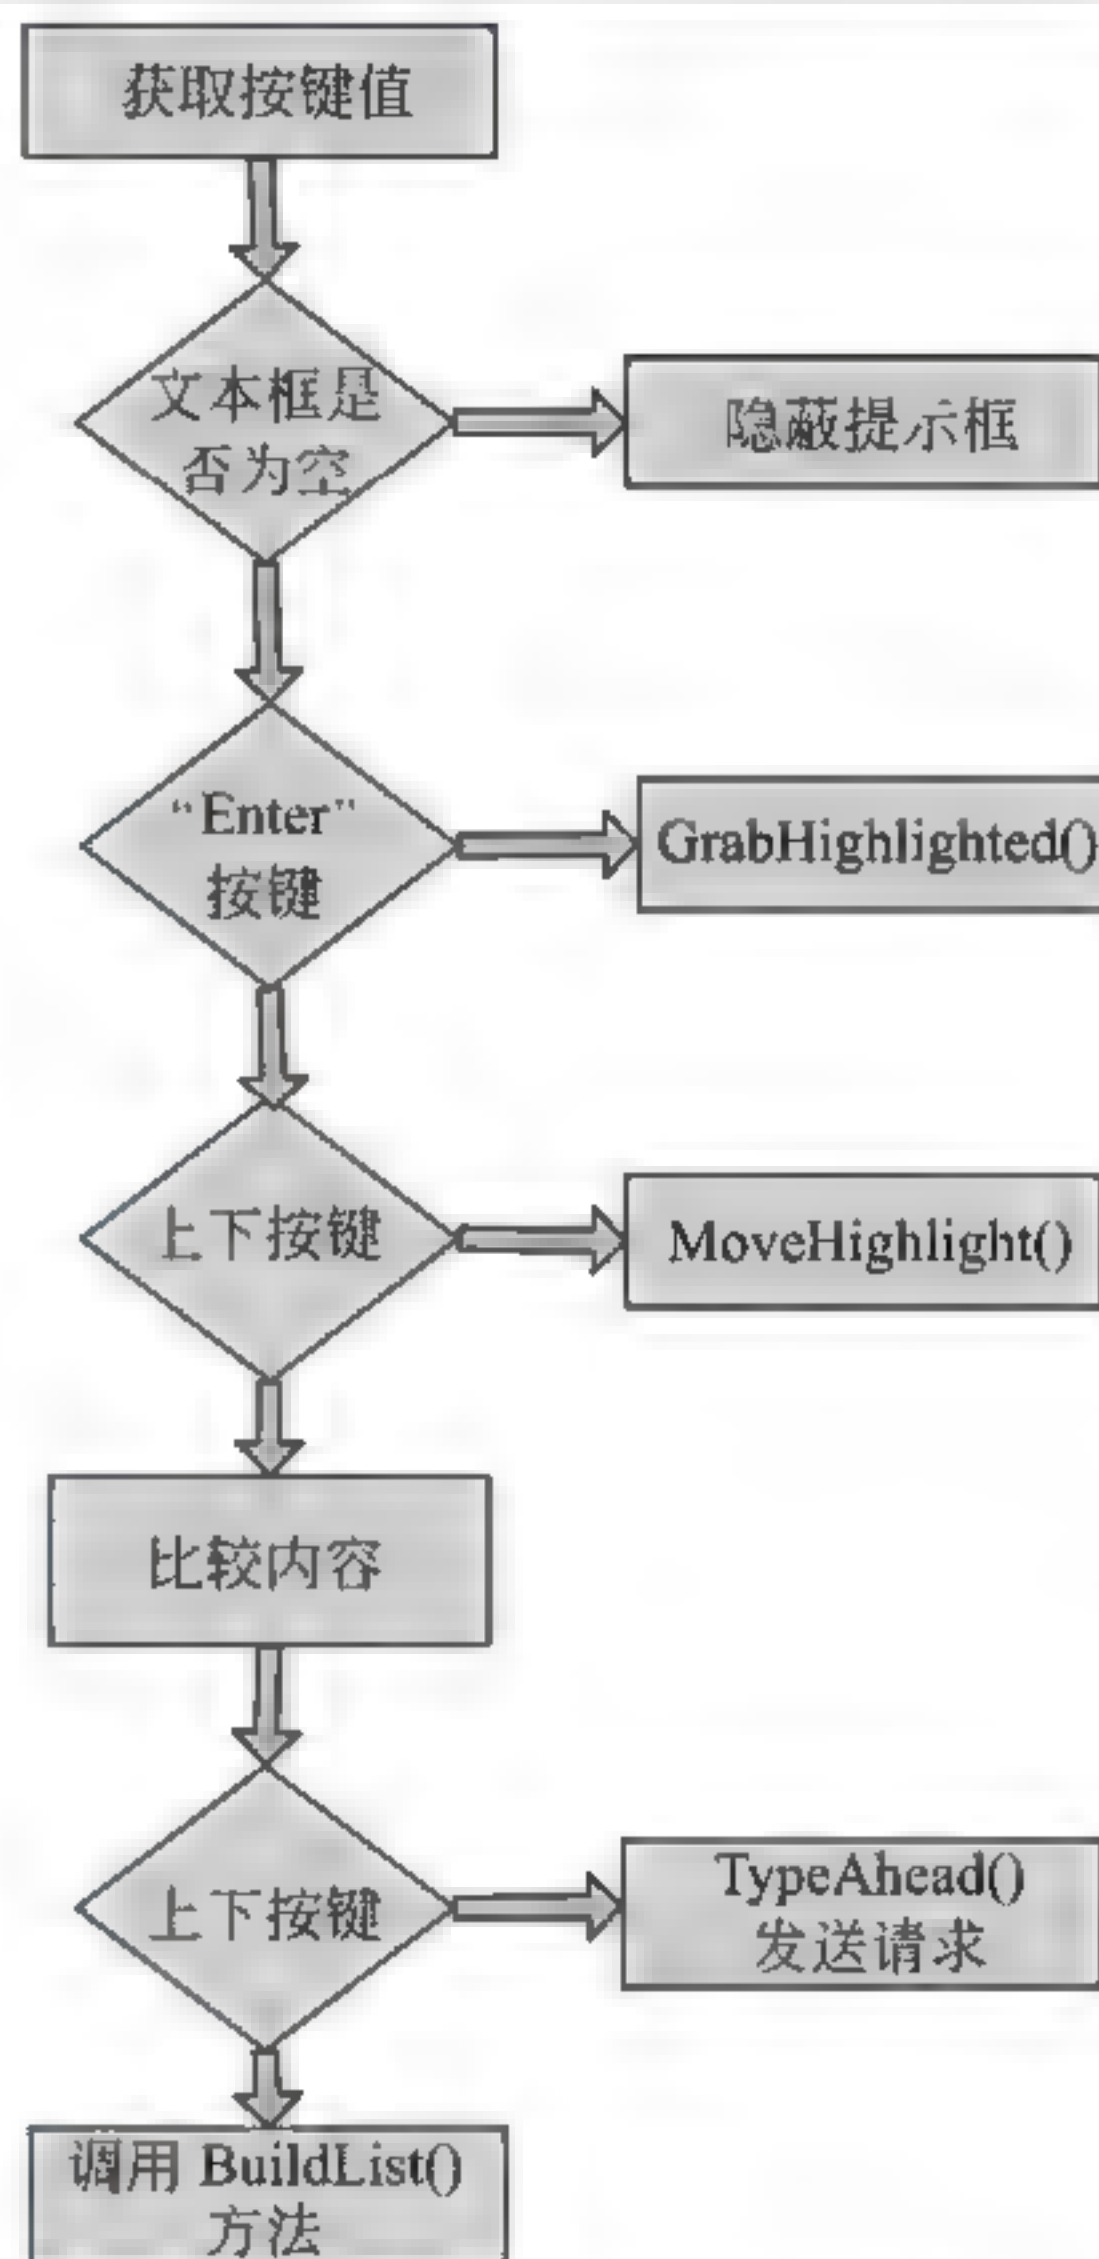 获取按键值
文本框是
否为空
隐蔽提示框
“Enter”
按键
GrabHighlighted()
上下按键
MoveHighlight()
比较内容
上下按键
TypeAhead()
发送请求
调用 BuildList()
方法